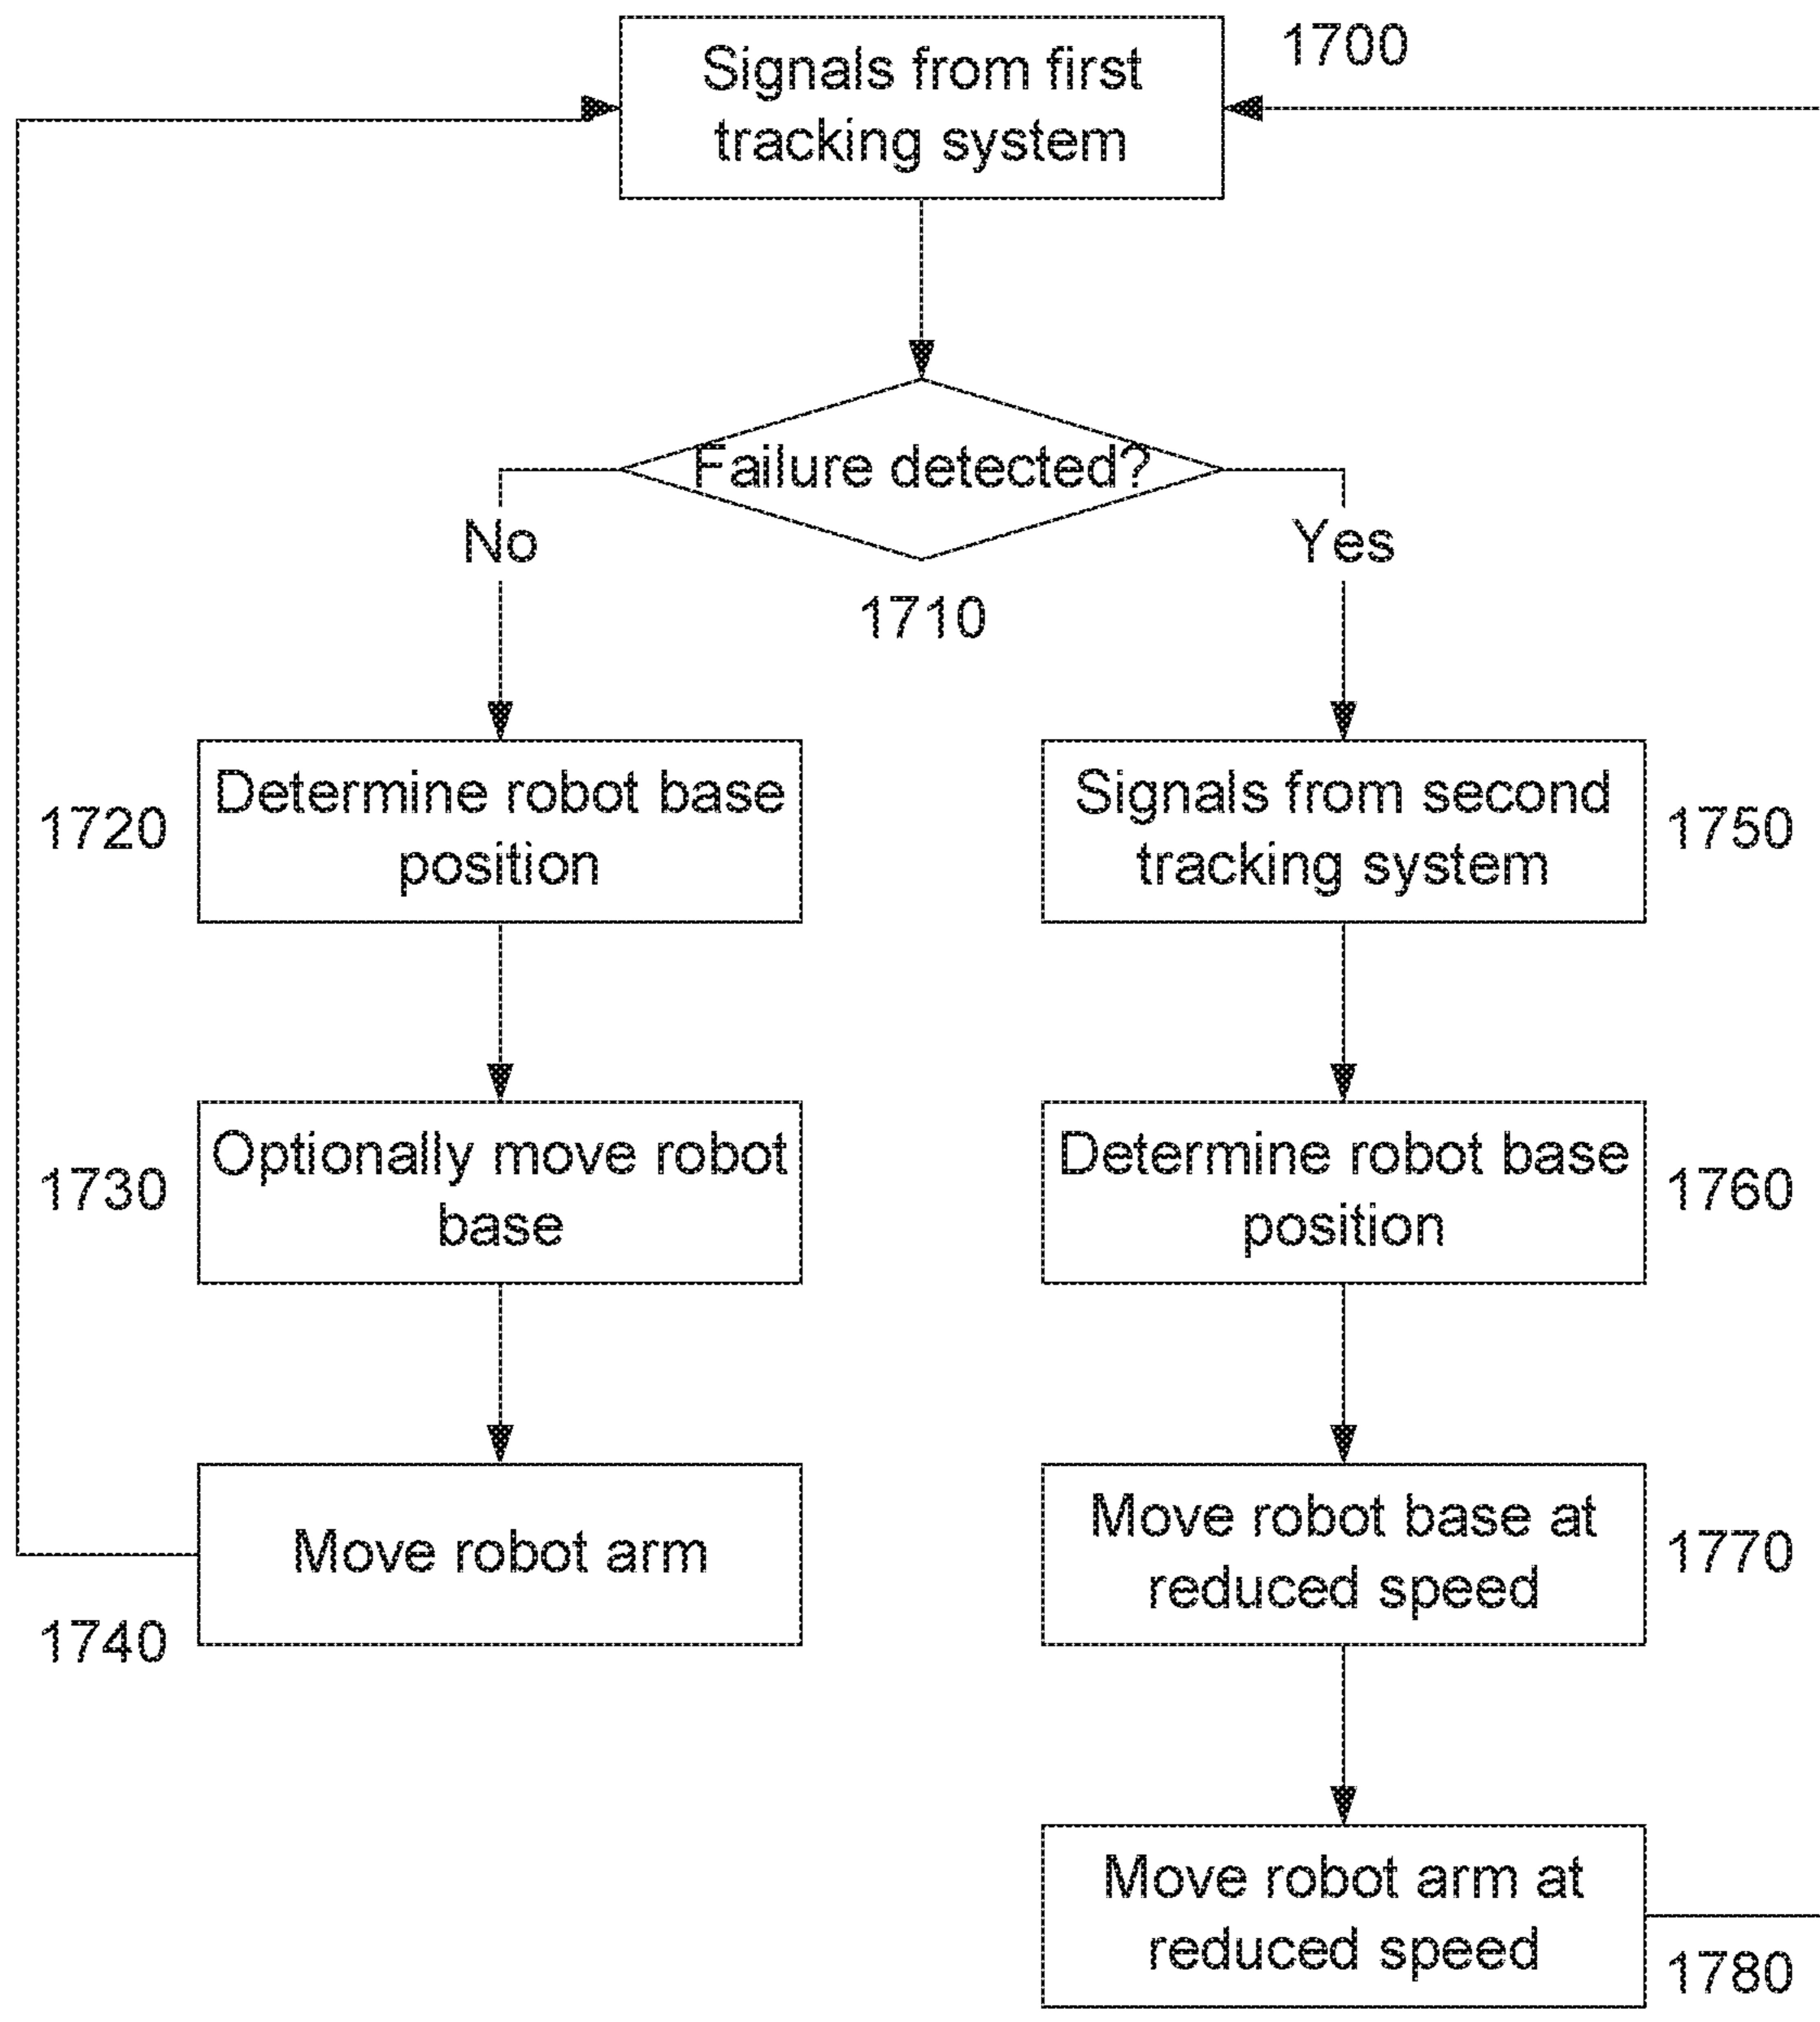 Signals from first
tracking system
1700
Failure detected?
No
Yes
1710
Determine robot base
position
1720
Signals from second
tracking system
1750
Optionally move robot
base
1730
Determine robot base
position
1760
Move robot arm
1740
Move robot base at
reduced speed
1770
Move robot arm at
reduced speed
1780